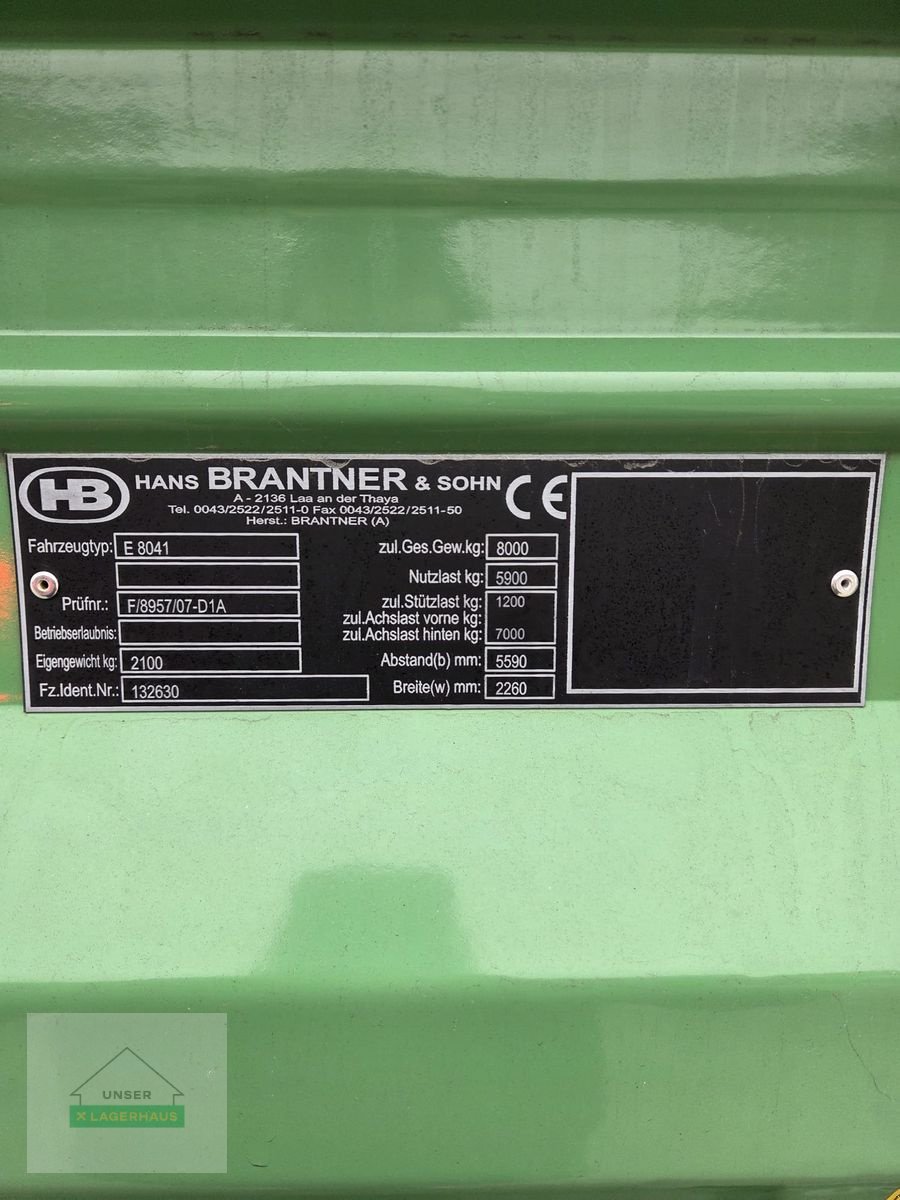 HB HANS BRANTNER & SOHN CE
A - 2136 Laa an der Thaya
Tel. 0043/2522/2511-0 Fax 0043/2522/2511-50
Herst.: BRANTNER (A)
Fahrzeugtyp: E 8041
Prüfnr.: F/8957/07-D1A
Betriebserlaubnis:
Eigengewicht kg: 2100
Fz.Ident.Nr.: 132630
zul.Ges.Gew.kg: 8000
Nutzlast kg: 5900
zul.Stützlast kg: 1200
zul.Achslast vorne kg:
zul.Achslast hinten kg: 7000
Abstand(b) mm: 5590
Breite(w) mm: 2260
UNSER
X LAGERHAUS